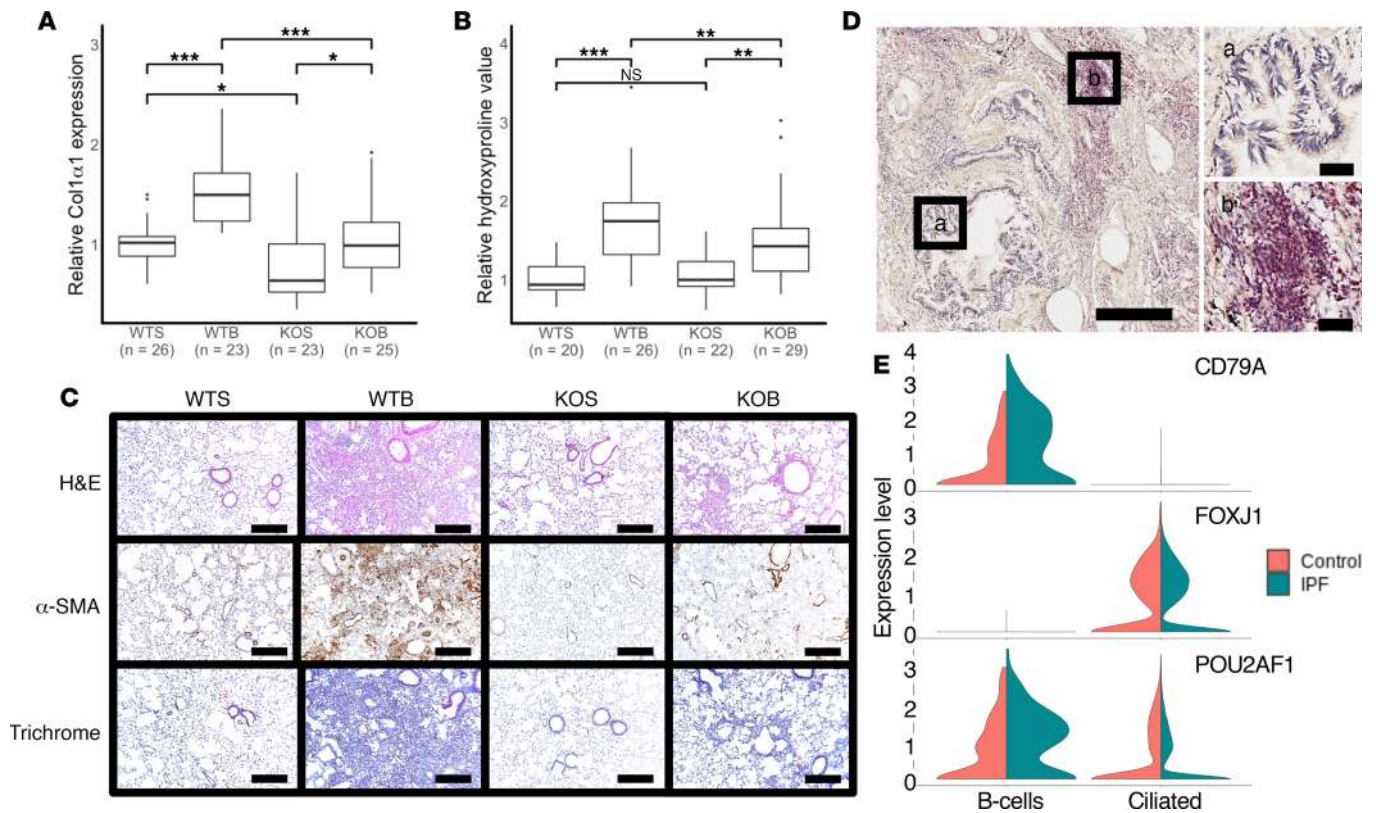 A
3
2
1
Relative Col1α1 expression
***
***
*
*
WTS
WTB
KOS
KOB
(n = 26)
(n = 23)
(n = 23)
(n = 25)
B
4
3
2
1
Relative hydroxyproline value
**
***
**
NS
WTS
WTB
KOS
KOB
(n = 20)
(n = 26)
(n = 22)
(n = 29)
C
WTS
WTB
KOS
KOB
H&E
α-SMA
Trichrome
D
b
a
a
b
E
Expression level
4
3
2
1
0
CD79A
3
2
1
0
FOXJ1
Control
IPF
3
2
1
0
POU2AF1
B-cells
Ciliated